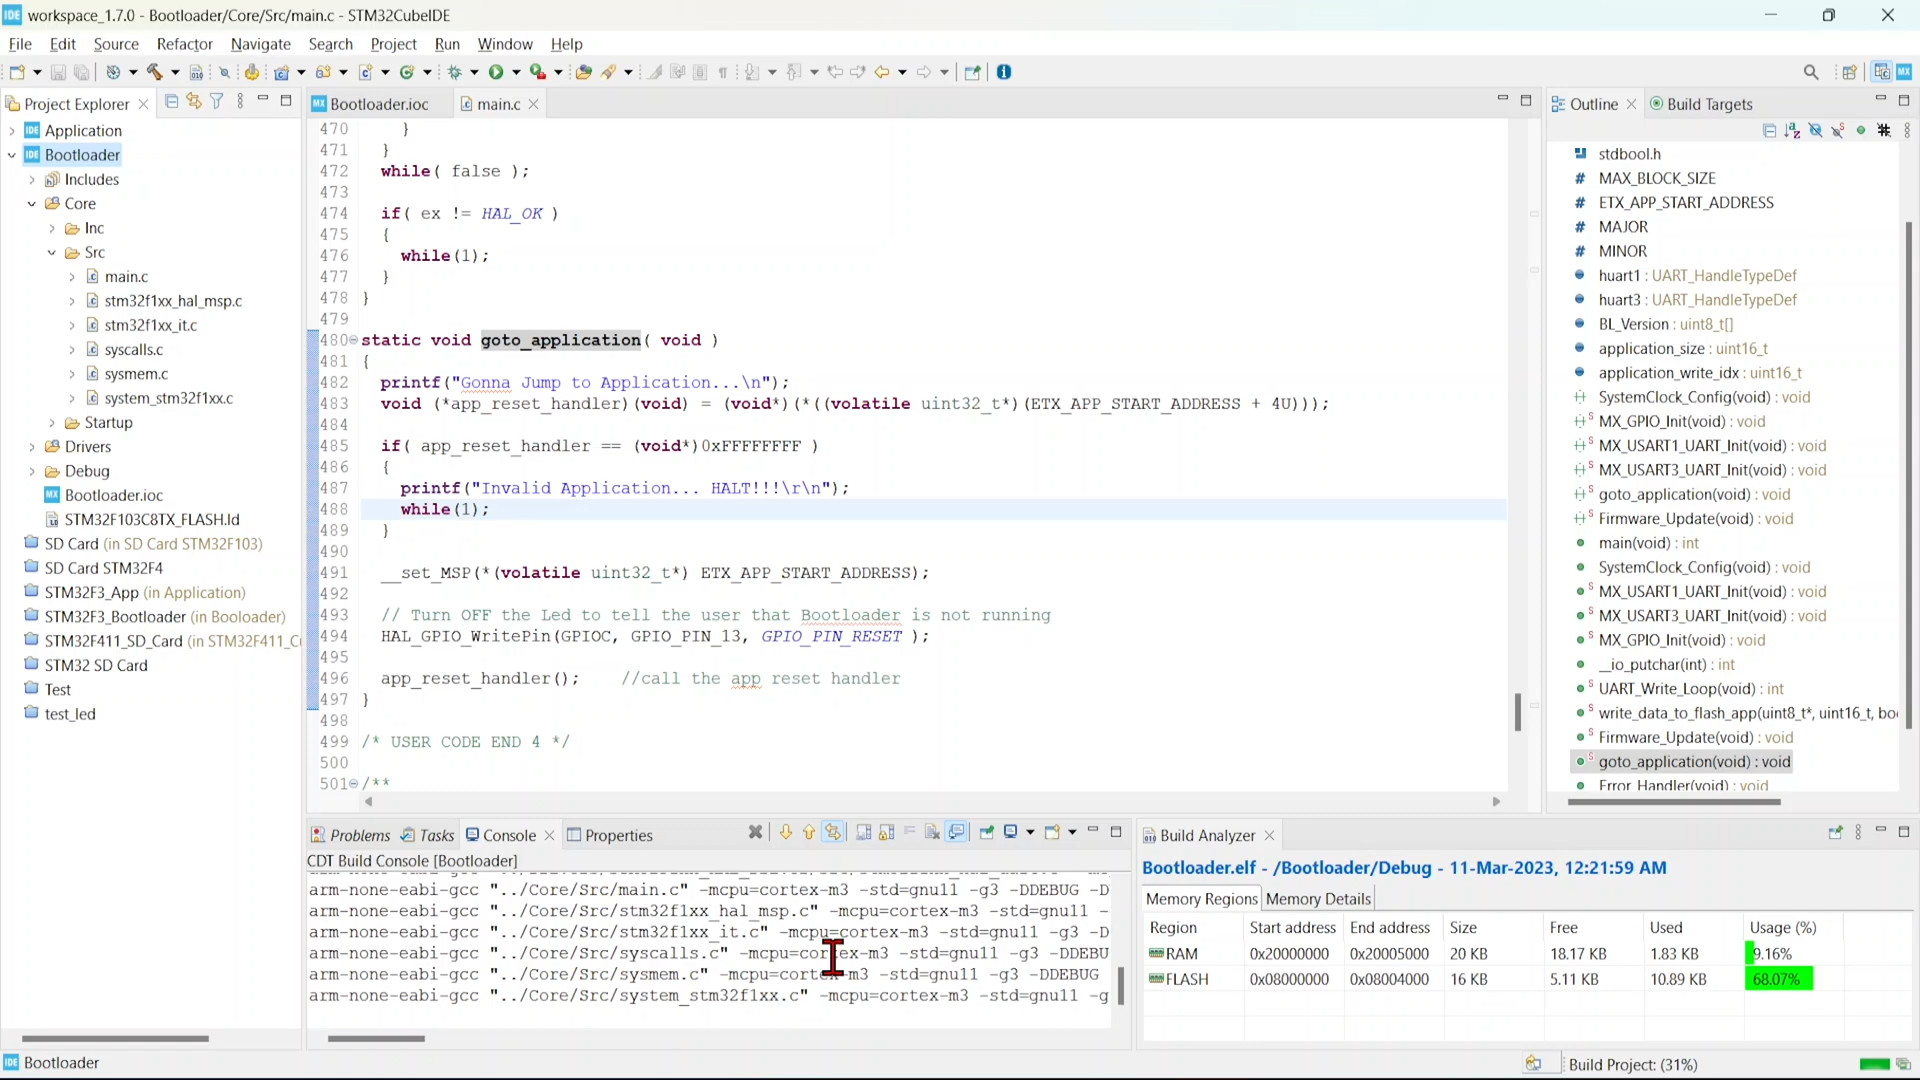 workspace_1.7.0 - Bootloader/Core/Src/main.c - STM32CubeIDE
File Edit Source Refactor Navigate Search Project Run Window Help
Project Explorer
Application
Bootloader
Includes
Core
Inc
Src
main.c
stm32f1xx_hal_msp.c
stm32f1xx_it.c
syscalls.c
sysmem.c
system_stm32f1xx.c
Startup
Drivers
Debug
Bootloader.ioc
STM32F103C8TX_FLASH.ld
SD Card (in SD Card STM32F103)
SD Card STM32F4
STM32F3_App (in Application)
STM32F3_Bootloader (in Booloader)
STM32F411_SD_Card (in STM32F411_C
STM32 SD Card
Test
test_led
Bootloader.ioc main.c
470 }
471 }
472 while( false );
473
474 if( ex != HAL_OK )
475 {
476 while(1);
477 }
478 }
479
480 static void goto_application( void )
481 {
482 printf("Gonna Jump to Application...\n");
483 void (*app_reset_handler)(void) = (void*)(*((volatile uint32_t*)(ETX_APP_START_ADDRESS + 4U)));
484
485 if( app_reset_handler == (void*)0xFFFFFFFF )
486 {
487 printf("Invalid Application... HALT!!!\r\n");
488 while(1);
489 }
490
491 __set_MSP(*(volatile uint32_t*) ETX_APP_START_ADDRESS);
492
493 // Turn OFF the Led to tell the user that Bootloader is not running
494 HAL_GPIO_WritePin(GPIOC, GPIO_PIN_13, GPIO_PIN_RESET );
495
496 app_reset_handler(); //call the app reset handler
497 }
498
499 /* USER CODE END 4 */
500
501 /**
Outline Build Targets
stdbool.h
MAX_BLOCK_SIZE
ETX_APP_START_ADDRESS
MAJOR
MINOR
huart1 : UART_HandleTypeDef
huart3 : UART_HandleTypeDef
BL_Version : uint8_t[]
application_size : uint16_t
application_write_idx : uint16_t
SystemClock_Config(void) : void
MX_GPIO_Init(void) : void
MX_USART1_UART_Init(void) : void
MX_USART3_UART_Init(void) : void
goto_application(void) : void
Firmware_Update(void) : void
main(void) : int
SystemClock_Config(void) : void
MX_USART1_UART_Init(void) : void
MX_USART3_UART_Init(void) : void
MX_GPIO_Init(void) : void
__io_putchar(int) : int
UART_Write_Loop(void) : int
write_data_to_flash_app(uint8_t*, uint16_t, bo
Firmware_Update(void) : void
goto_application(void) : void
Error_Handler(void) : void
Problems Tasks Console Properties
CDT Build Console [Bootloader]
arm-none-eabi-gcc "../Core/Src/main.c" -mcpu=cortex-m3 -std=gnu11 -g3 -DDEBUG -D
arm-none-eabi-gcc "../Core/Src/stm32f1xx_hal_msp.c" -mcpu=cortex-m3 -std=gnu11 -
arm-none-eabi-gcc "../Core/Src/stm32f1xx_it.c" -mcpu=cortex-m3 -std=gnu11 -g3 -D
arm-none-eabi-gcc "../Core/Src/syscalls.c" -mcpu=cortex-m3 -std=gnu11 -g3 -DDEBU
arm-none-eabi-gcc "../Core/Src/sysmem.c" -mcpu=cortex-m3 -std=gnu11 -g3 -DDEBUG
arm-none-eabi-gcc "../Core/Src/system_stm32f1xx.c" -mcpu=cortex-m3 -std=gnu11 -g
Build Analyzer
Bootloader.elf - /Bootloader/Debug - 11-Mar-2023, 12:21:59 AM
Memory Regions Memory Details
Region Start address End address Size Free Used Usage (%)
RAM 0x20000000 0x20005000 20 KB 18.17 KB 1.83 KB 9.16%
FLASH 0x08000000 0x08004000 16 KB 5.11 KB 10.89 KB 68.07%
Bootloader
Build Project: (31%)